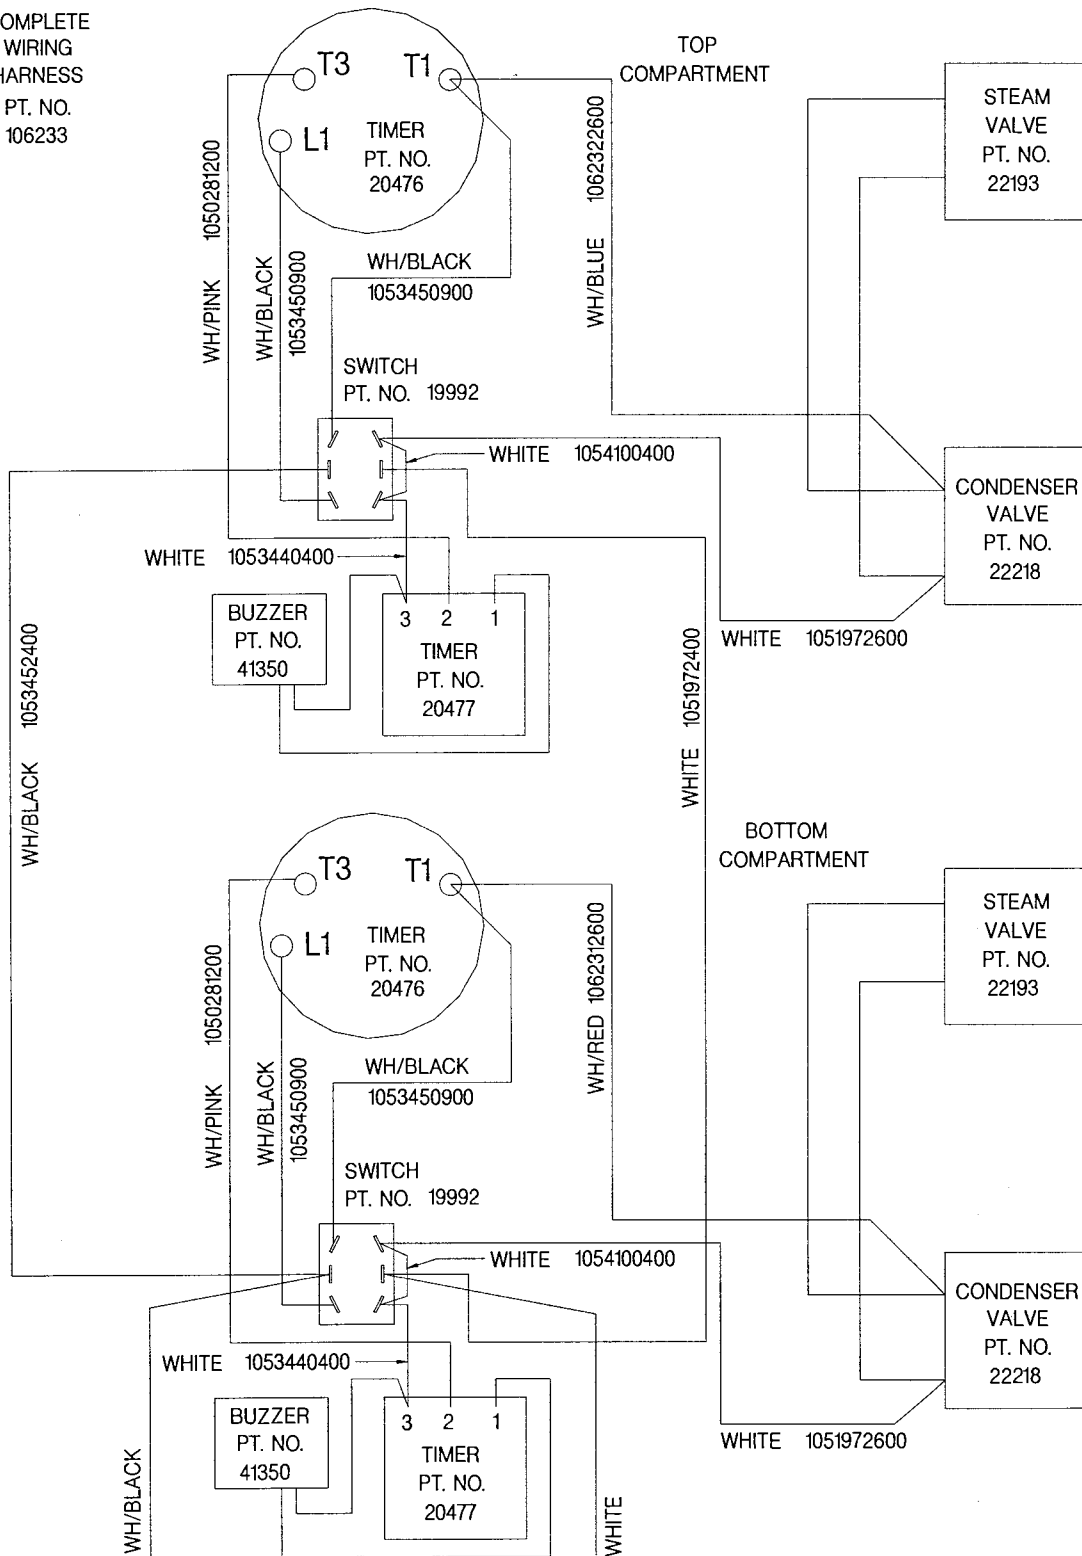 OMPLETE
WIRING
HARNESS
PT. NO.
106233
T3
T1
L1
TIMER
PT. NO.
20476
TOP
COMPARTMENT
STEAM
VALVE
PT. NO.
22193
WH/PINK 1050281200
WH/BLACK
1053450900
WH/BLACK
1053450900
WH/BLUE 1062322600
SWITCH
PT. NO. 19992
WHITE 1054100400
CONDENSER
VALVE
PT. NO.
22218
WHITE 1053440400
BUZZER
PT. NO.
41350
3 2 1
TIMER
PT. NO.
20477
WHITE 1051972600
WH/BLACK 1053452400
WHITE 1051972400
BOTTOM
COMPARTMENT
T3
T1
L1
TIMER
PT. NO.
20476
STEAM
VALVE
PT. NO.
22193
WH/PINK 1050281200
WH/BLACK
1053450900
WH/BLACK
1053450900
WH/RED 1062312600
SWITCH
PT. NO. 19992
WHITE 1054100400
CONDENSER
VALVE
PT. NO.
22218
WHITE 1053440400
BUZZER
PT. NO.
41350
3 2 1
TIMER
PT. NO.
20477
WHITE 1051972600
WH/BLACK
WHITE